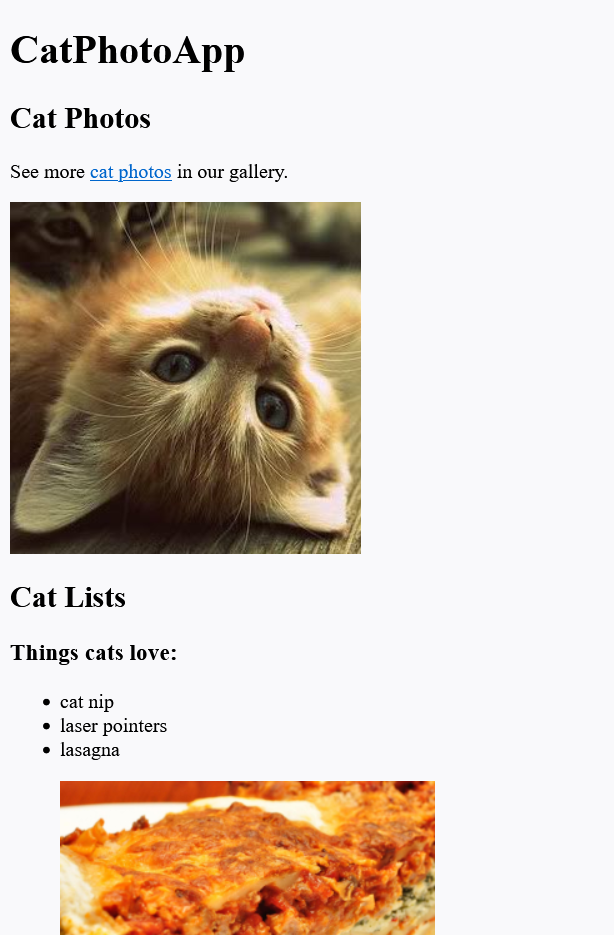 CatPhotoApp
Cat Photos
See more cat photos in our gallery.
Cat Lists
Things cats love:
cat nip
laser pointers
lasagna